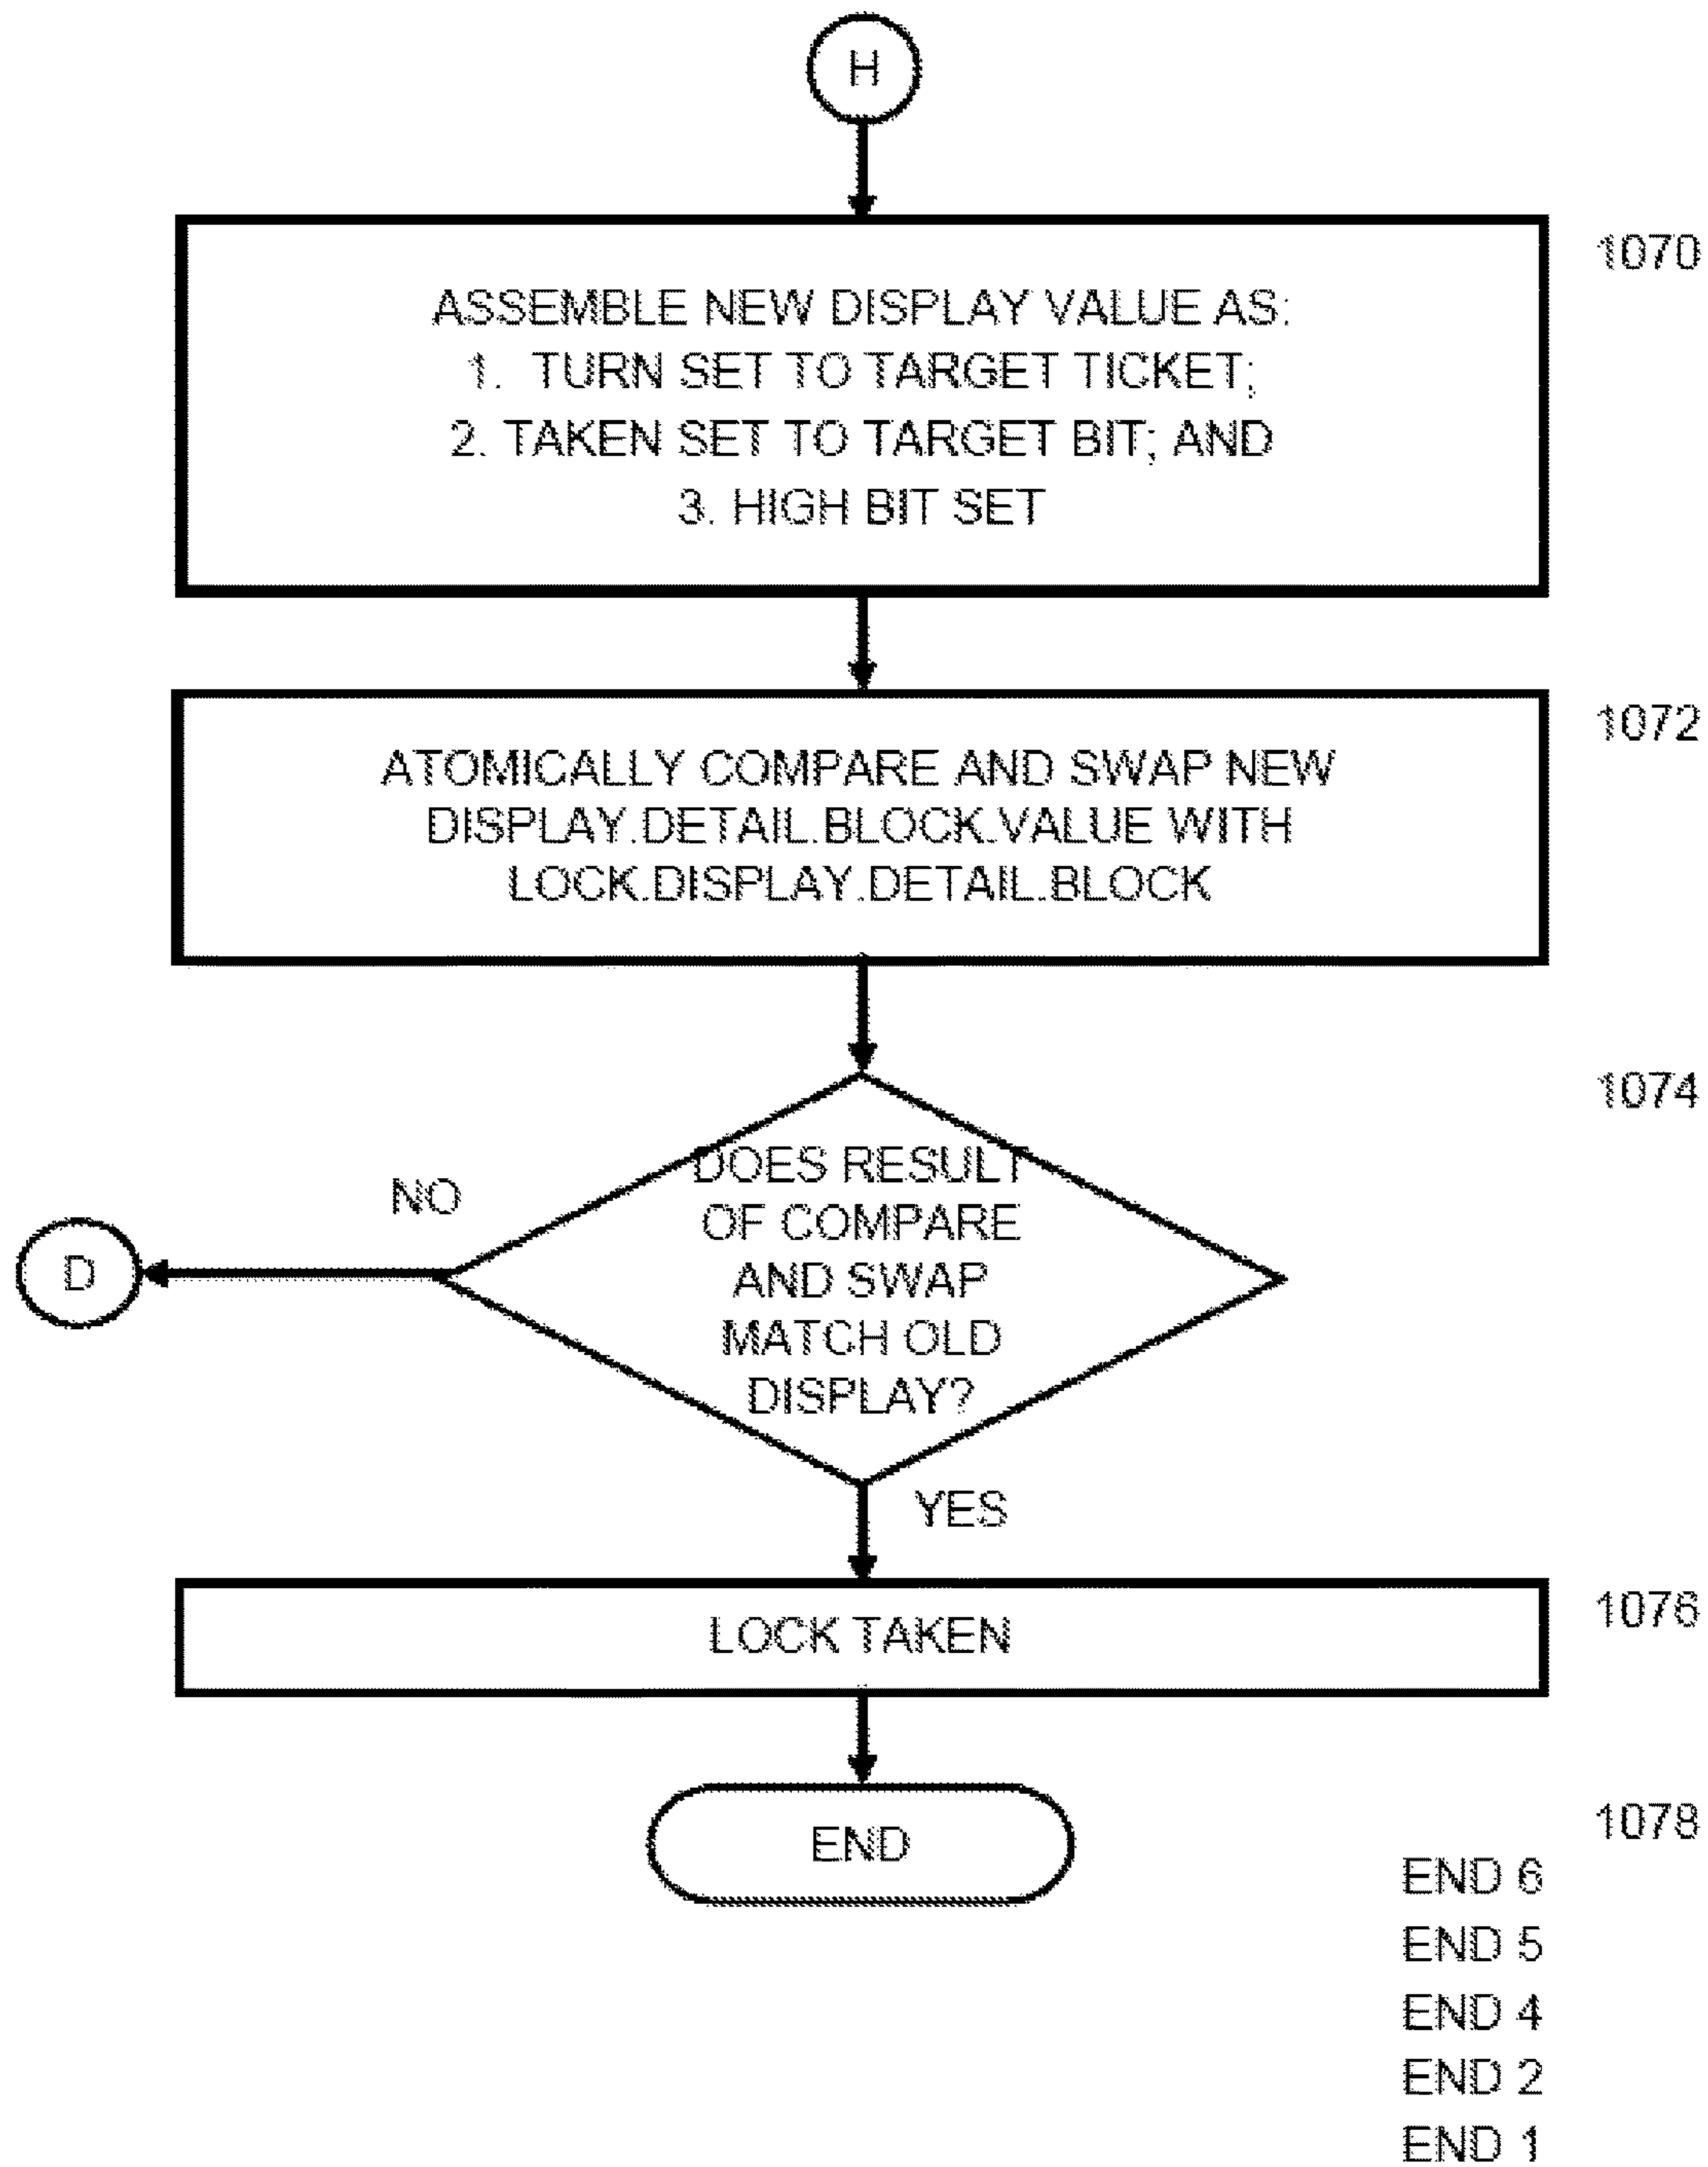 H
1070
ASSEMBLE NEW DISPLAY VALUE AS:
1. TURN SET TO TARGET TICKET;
2. TAKEN SET TO TARGET BIT; AND
3. HIGH BIT SET
1072
ATOMICALLY COMPARE AND SWAP NEW
DISPLAY.DETAIL.BLOCK.VALUE WITH
LOCK.DISPLAY.DETAIL.BLOCK
1074
DOES RESULT
OF COMPARE
AND SWAP
MATCH OLD
DISPLAY?
NO
D
YES
1076
LOCK TAKEN
1078
END
END 6
END 5
END 4
END 2
END 1